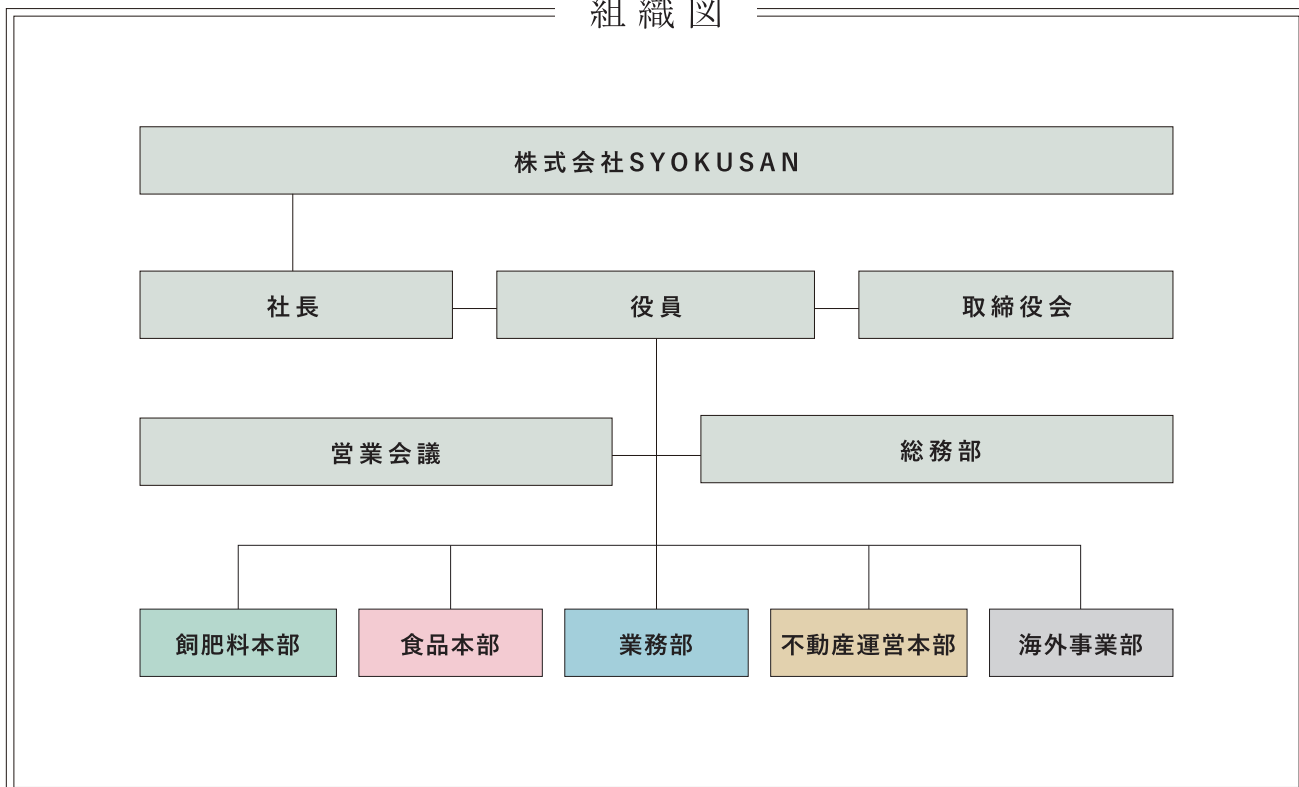 組織図
株式会社SYOKUSAN
社長
役員
取締役会
営業会議
総務部
飼肥料本部
食品本部
業務部
不動産運営本部
海外事業部